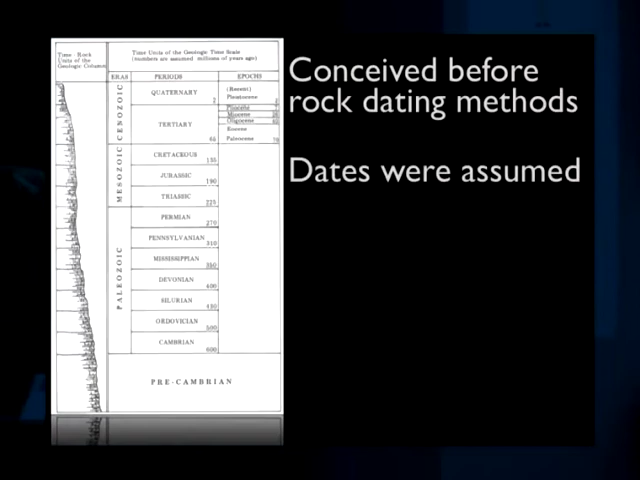 Time - Rock
Units of the
Geologic Column
Time Units of the Geologic Time Scale
(numbers are assumed millions of years ago)
ERAS
PERIODS
EPOCHS
CENOZOIC
QUATERNARY
2
(Recent)
Pleistocene
TERTIARY
65
Pliocene
Miocene
Oligocene
Eocene
Paleocene
MESOZOIC
CRETACEOUS
135
JURASSIC
180
TRIASSIC
225
PALEOZOIC
PERMIAN
270
PENNSYLVANIAN
310
MISSISSIPPIAN
350
DEVONIAN
400
SILURIAN
430
ORDOVICIAN
500
CAMBRIAN
600
PRE-CAMBRIAN
Conceived before
rock dating methods
Dates were assumed